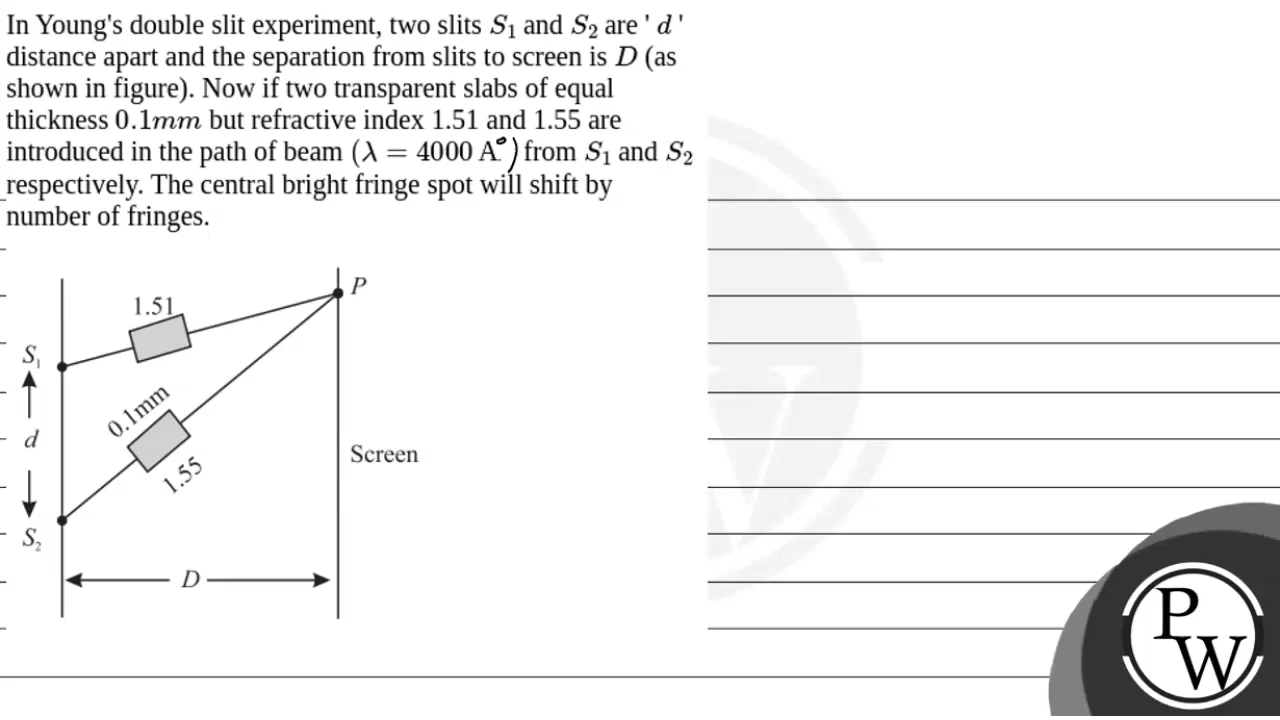 In Young's double slit experiment, two slits S₁ and S₂ are ' d '
distance apart and the separation from slits to screen is D (as
shown in figure). Now if two transparent slabs of equal
thickness 0.1mm but refractive index 1.51 and 1.55 are
introduced in the path of beam (λ = 4000 A°) from S₁ and S₂
respectively. The central bright fringe spot will shift by
number of fringes.
P
1.51
S₁
0.1mm
d
Screen
1.55
S₂
D
P
W